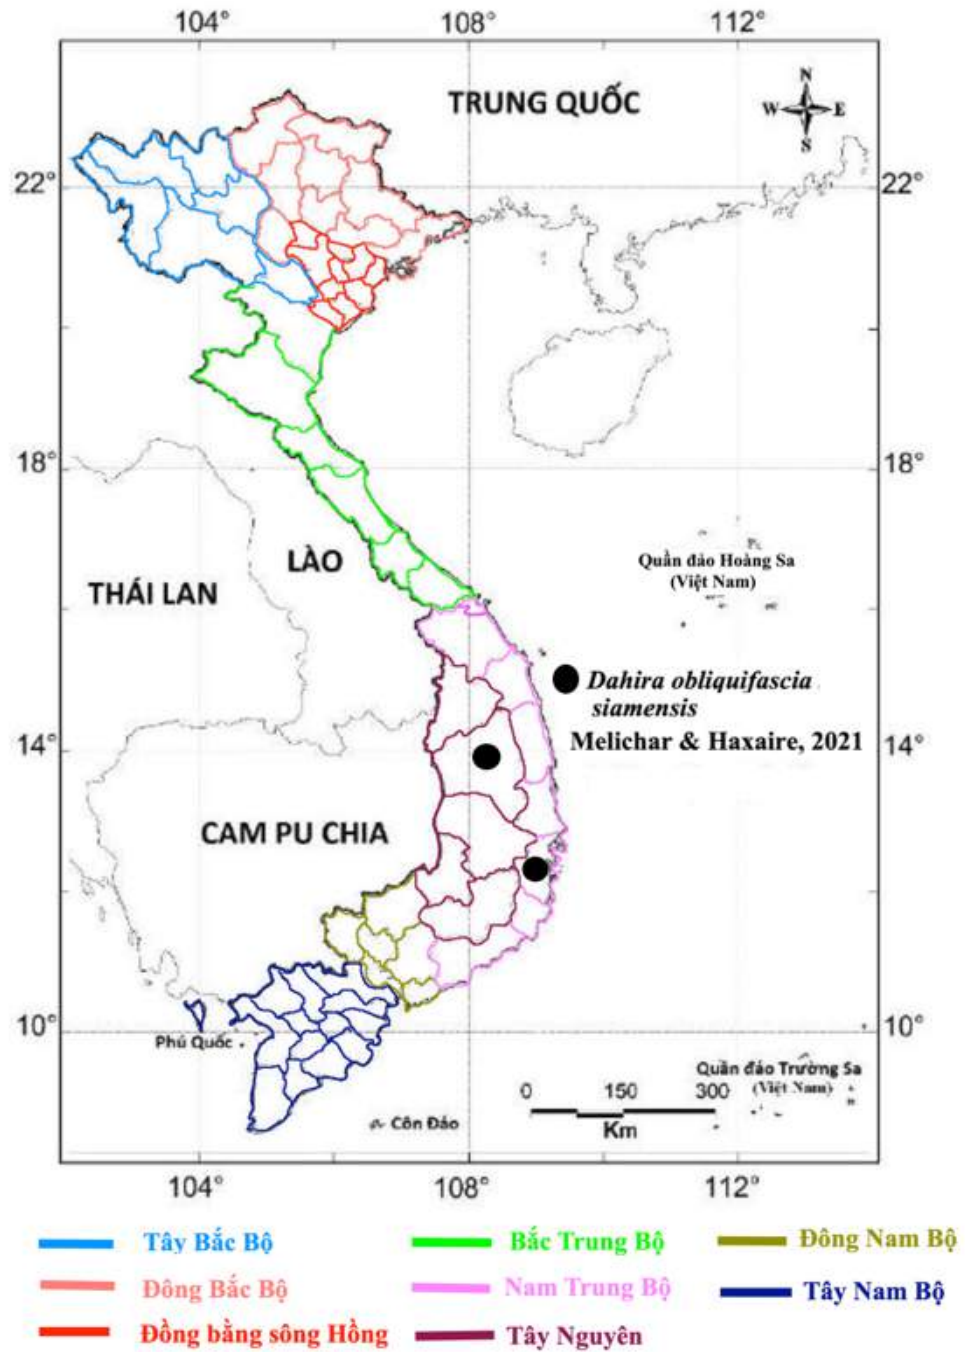 104° 108° 112°
TRUNG QUỐC
N
W E
S
22° 22°
18° 18°
LÀO
THÁI LAN
Quần đảo Hoàng Sa
(Việt Nam)
Dahira obliquifascia
siamensis
Melichar & Haxaire, 2021
14° 14°
CAM PU CHIA
10° 10°
Phú Quốc
Quần đảo Trường Sa
(Việt Nam)
0 150 300
Km
Côn Đảo
104° 108° 112°
Tây Bắc Bộ Bắc Trung Bộ Đông Nam Bộ
Đông Bắc Bộ Nam Trung Bộ Tây Nam Bộ
Đồng bằng sông Hồng Tây Nguyên